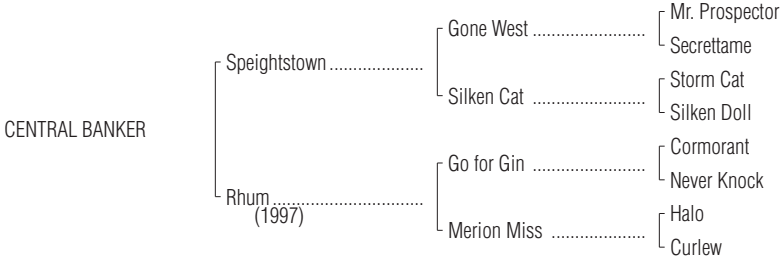 Mr. Prospector
Gone West ........................
Secrettame
Speightstown ...................
Storm Cat
Silken Cat ........................
Silken Doll
CENTRAL BANKER
Cormorant
Go for Gin ........................
Never Knock
Rhum ................................
(1997)
Halo
Merion Miss ....................
Curlew